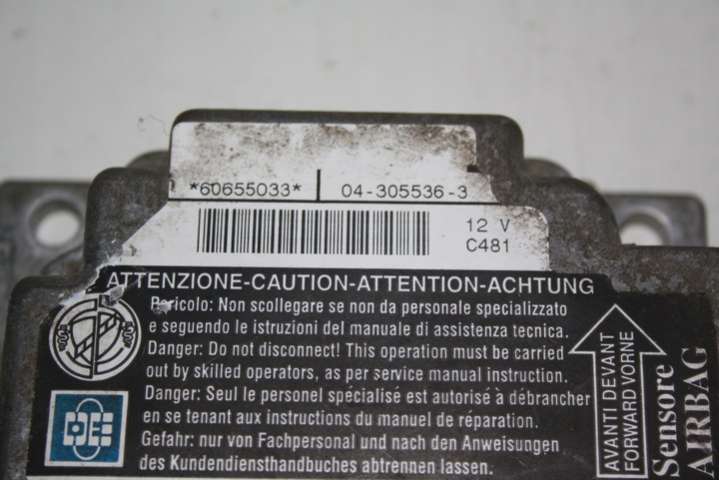 *60655033* 04-305536-3
12 V
C481
ATTENZIONE-CAUTION-ATTENTION-ACHTUNG
Pericolo: Non scollegare se non da personale specializzato
e seguendo le istruzioni del manuale di assistenza tecnica.
Danger: Do not disconnect! This operation must be carried
out by skilled operators, as per service manual instruction.
Danger: Seul le personel spécialisé est autorisé à débrancher
en se tenant aux instructions du manuel de réparation.
Gefahr: nur von Fachpersonal und nach den Anweisungen
des Kundendiensthandbuches abtrennen lassen.
AVANTI DEVANT
FORWARD VORNE
Sensore
AIRBAG